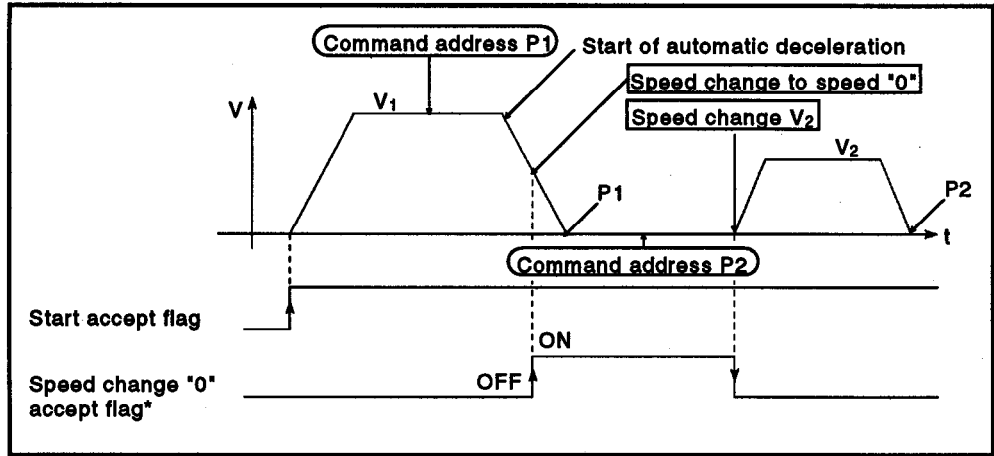 Command address P1
Start of automatic deceleration
Speed change to speed "0"
Speed change V2
V
V1
V2
P1
P2
t
Command address P2
Start accept flag
ON
OFF
Speed change "0"
accept flag*